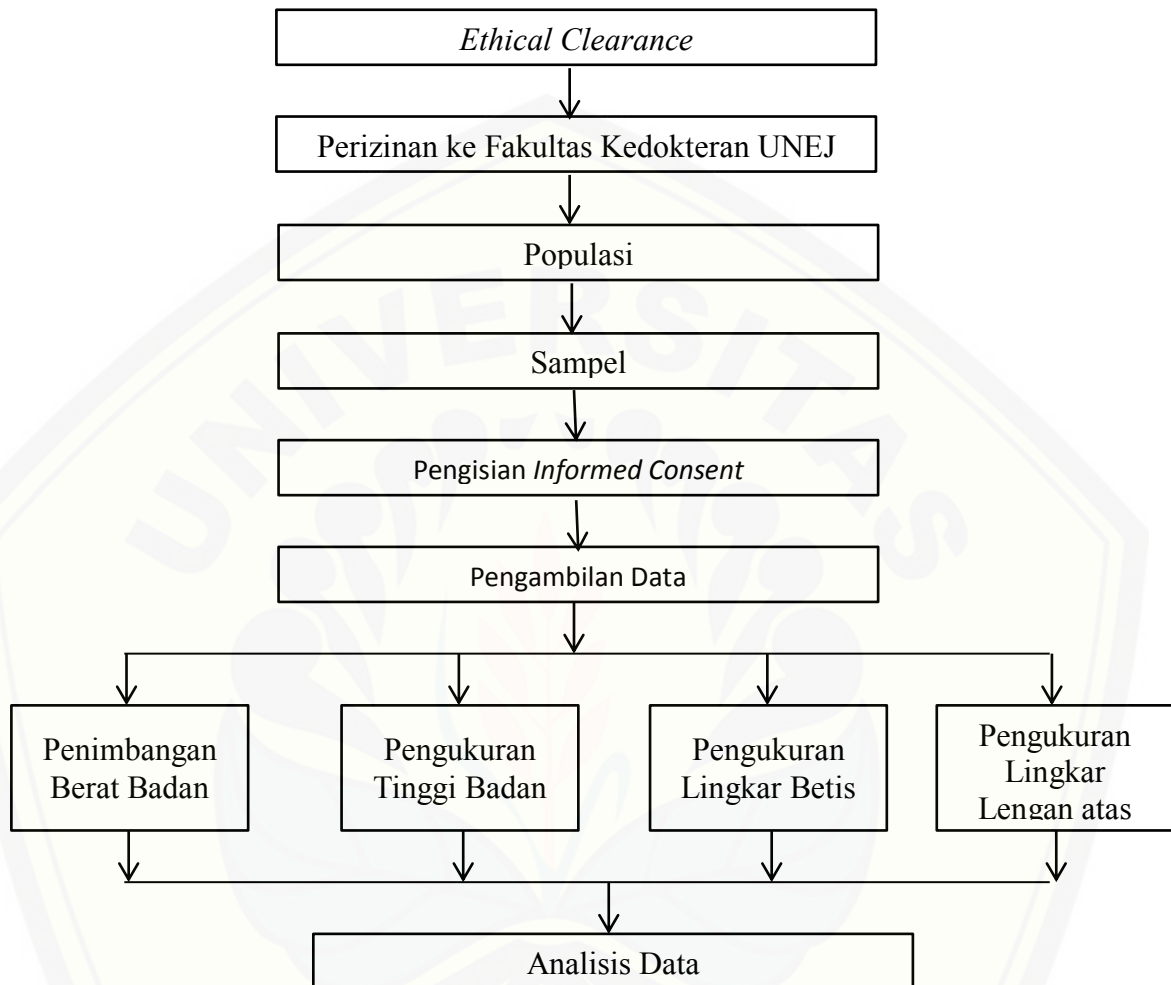 Ethical Clearance
Perizinan ke Fakultas Kedokteran UNEJ
Populasi
Sampel
UNIVERSITAS
Pengisian Informed Consent
Pengambilan Data
Penimbangan
Berat Badan
Pengukuran
Tinggi Badan
Pengukuran
Lingkar Betis
Pengukuran
Lingkar
Lengan atas
Analisis Data